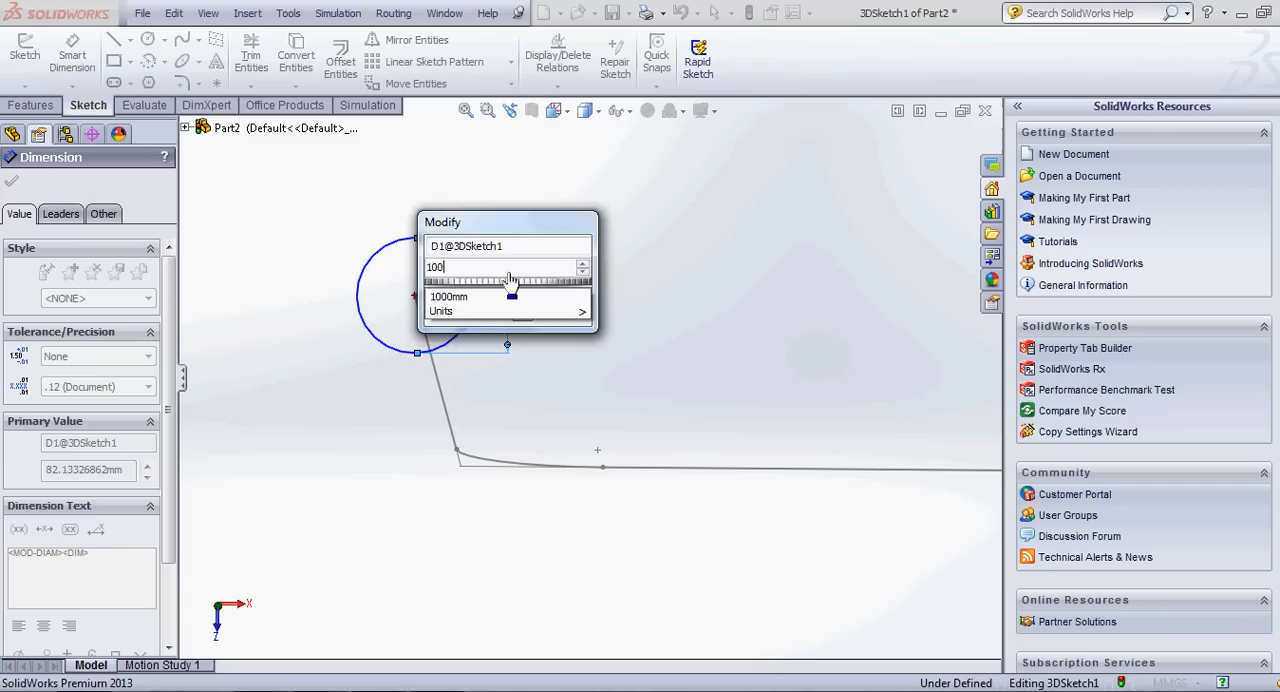 SOLIDWORKS File Edit View Insert Tools Simulation Routing Window Help 3DSketch1 of Part2 * Search SolidWorks Help
Sketch Smart Dimension Trim Entities Convert Entities Offset Entities Mirror Entities Linear Sketch Pattern Move Entities Display/Delete Relations Repair Sketch Quick Snaps Rapid Sketch
Features Sketch Evaluate DimXpert Office Products Simulation
Part2 (Default<<Default>_...
Dimension ?
Value Leaders Other
Style
<NONE>
Tolerance/Precision
None
.12 (Document)
Primary Value
D1@3DSketch1
82.13326862mm
Dimension Text
<MOD-DIAM><DIM>
Modify
D1@3DSketch1
100
1000mm
Units >
X
Z
SolidWorks Resources
Getting Started
New Document
Open a Document
Making My First Part
Making My First Drawing
Tutorials
Introducing SolidWorks
General Information
SolidWorks Tools
Property Tab Builder
SolidWorks Rx
Performance Benchmark Test
Compare My Score
Copy Settings Wizard
Community
Customer Portal
User Groups
Discussion Forum
Technical Alerts & News
Online Resources
Partner Solutions
Subscription Services
Model Motion Study 1
SolidWorks Premium 2013 Under Defined Editing 3DSketch1 MMGS